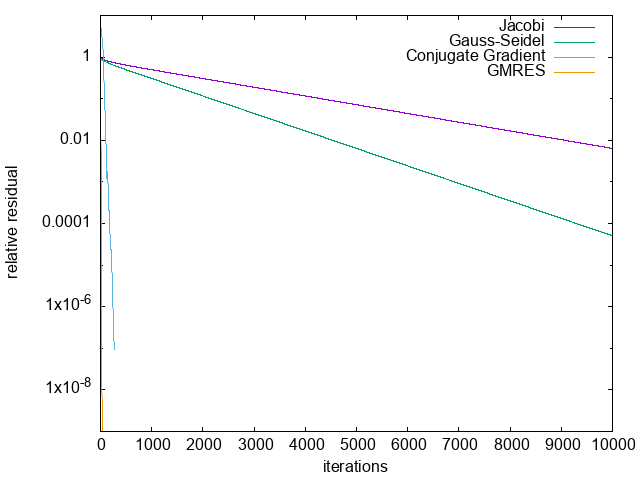 Jacobi
Gauss-Seidel
Conjugate Gradient
GMRES
1
0.01
0.0001
1x10^-6
1x10^-8
relative residual
0 1000 2000 3000 4000 5000 6000 7000 8000 9000 10000
iterations